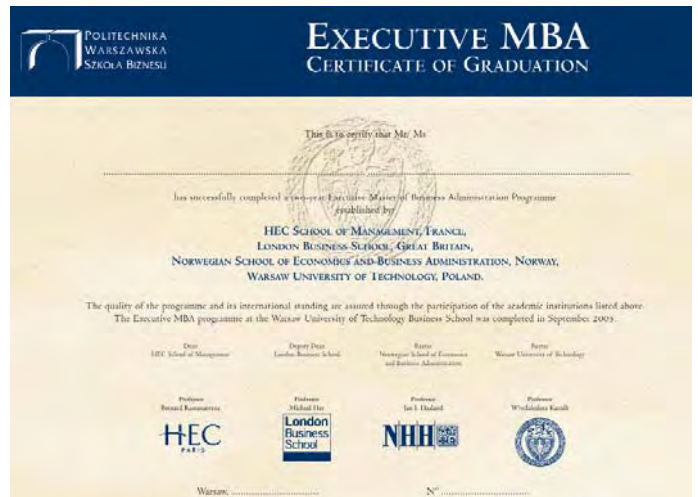 POLITECHNIKA
WARSZAWSKA
SZKOŁA BIZNESU
EXECUTIVE MBA
CERTIFICATE OF GRADUATION
This is to certify that Mr/ Ms
has successfully completed a two-year Executive Master of Business Administration Programme
established by
HEC SCHOOL OF MANAGEMENT, FRANCE,
LONDON BUSINESS SCHOOL, GREAT BRITAIN,
NORWEGIAN SCHOOL OF ECONOMICS AND BUSINESS ADMINISTRATION, NORWAY,
WARSAW UNIVERSITY OF TECHNOLOGY, POLAND.
The quality of the programme and its international standing are assured through the participation of the academic institutions listed above.
The Executive MBA programme at the Warsaw University of Technology Business School was completed in September 2003.
Dean
HEC School of Management
Deputy Dean
London Business School
Rector
Norwegian School of Economics
and Business Administration
Rector
Warsaw University of Technology
Professor
Bernard Ramanantsoa
Professor
Michael Hay
Professor
Jan I. Haaland
Professor
Włodzimierz Kurnik
HEC
PARIS
London
Business
School
NHH
Warsaw, ..............................
N° ..............................